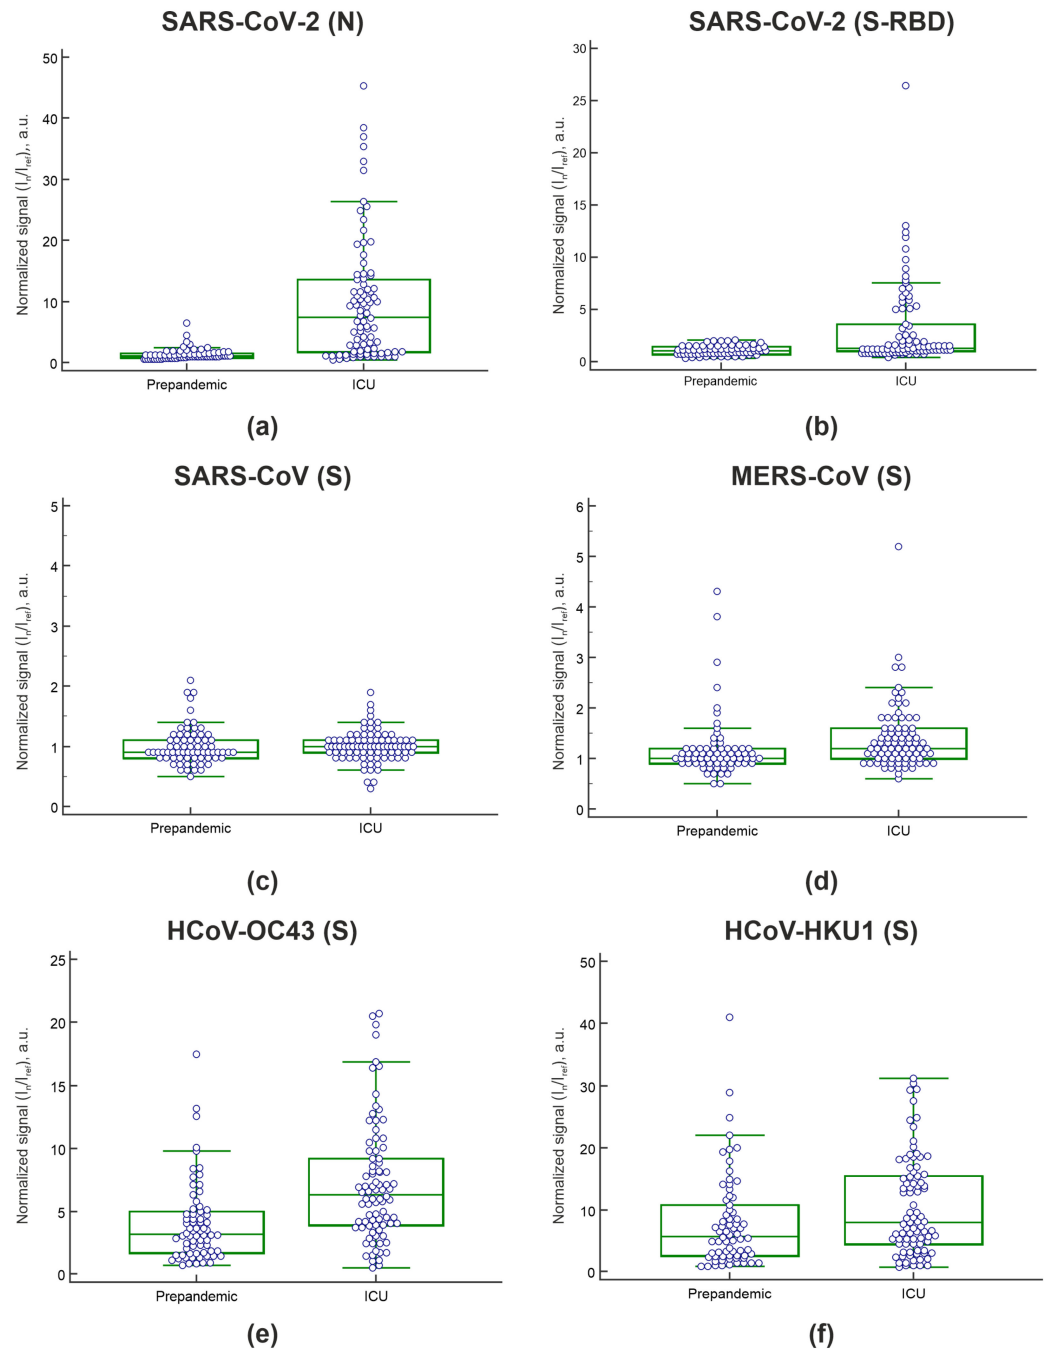 SARS-CoV-2 (N)
Normalized signal (In/Iref), a.u.
50
40
30
20
10
0
Prepandemic ICU
(a)
SARS-CoV-2 (S-RBD)
Normalized signal (In/Iref), a.u.
30
25
20
15
10
5
0
Prepandemic ICU
(b)
SARS-CoV (S)
Normalized signal (In/Iref), a.u.
5
4
3
2
1
0
Prepandemic ICU
(c)
MERS-CoV (S)
Normalized signal (In/Iref), a.u.
6
5
4
3
2
1
0
Prepandemic ICU
(d)
HCoV-OC43 (S)
Normalized signal (In/Iref), a.u.
25
20
15
10
5
0
Prepandemic ICU
(e)
HCoV-HKU1 (S)
Normalized signal (In/Iref), a.u.
50
40
30
20
10
0
Prepandemic ICU
(f)